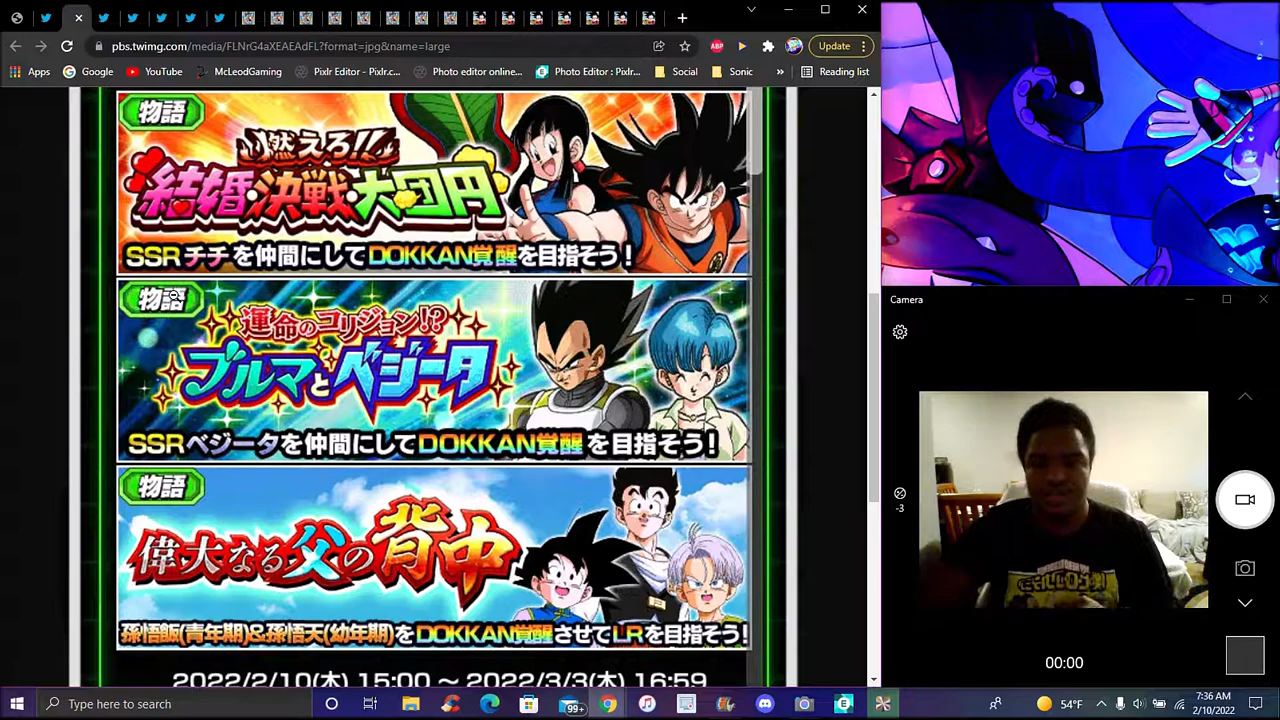 Update
pbs.twimg.com/media/FLNrG4aXEAEAdFL?format=jpg&name=large
ABP
Apps
Google
YouTube
McLeodGaming
Pixlr Editor - Pixlr.c...
Photo editor online...
Photo Editor : Pixlr...
Social
Sonic
»
Reading list
物語
燃えろ!!
結婚決戦・大団円
SSRチチを仲間にしてDOKKAN覚醒を目指そう!
物語
運命のコリジョン!?
ブルマとベジータ
SSRベジータを仲間にしてDOKKAN覚醒を目指そう!
物語
偉大なる父の背中
孫悟飯(青年期)&孫悟天(幼年期)をDOKKAN覚醒させてLRを目指そう!
2022/2/10(木) 15:00 ~ 2022/3/3(木) 16:59
Camera
-3
00:00
Type here to search
99+
54°F
7:36 AM
2/10/2022